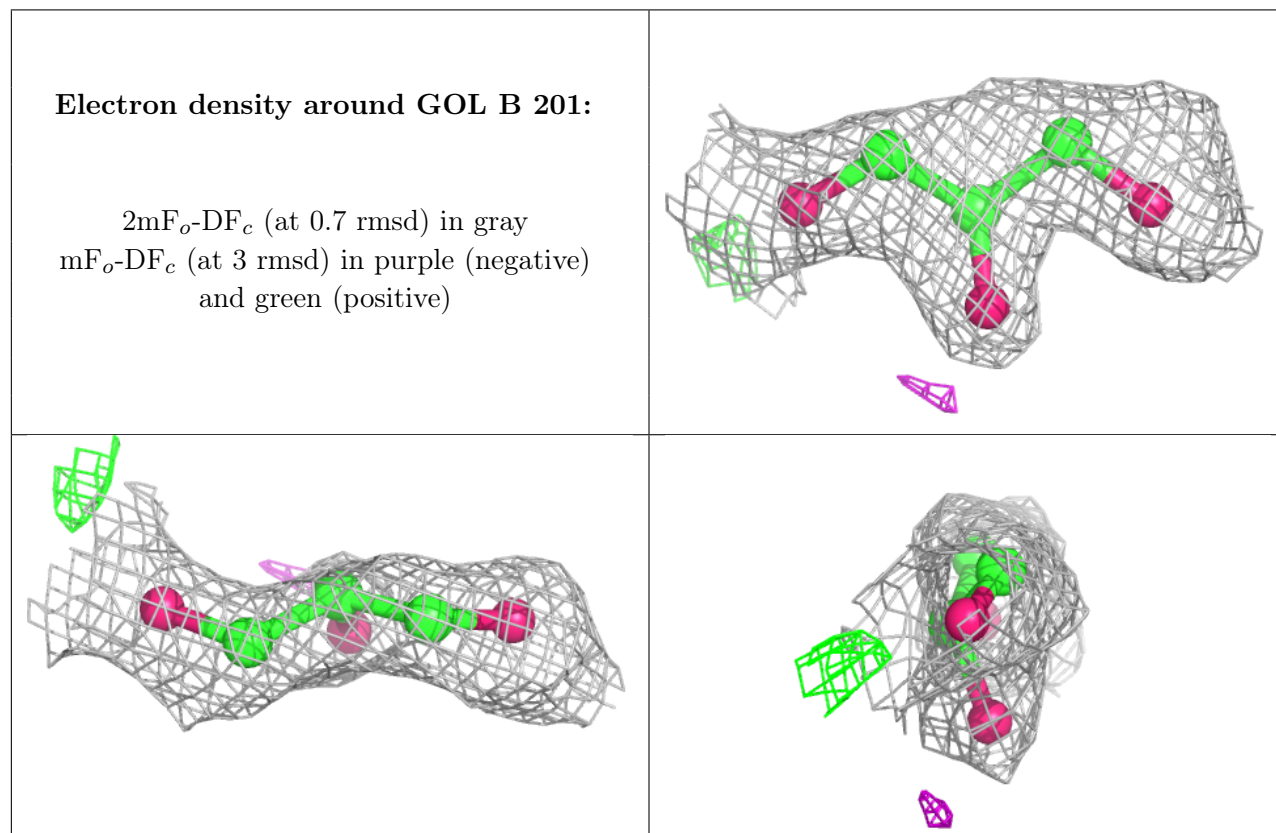 Electron density around GOL B 201:
2mFo-DFc (at 0.7 rmsd) in gray
mFo-DFc (at 3 rmsd) in purple (negative)
and green (positive)